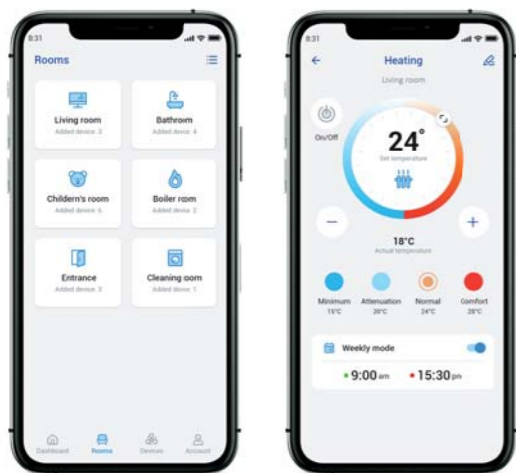 8:31
Rooms
Living room
Added device: 3
Bathroom
Added device: 4
Childern's room
Added device: 6
Boiler room
Added device: 2
Entrance
Added device: 3
Cleaning room
Added device: 1
Dashboard
Rooms
Devices
Account
8:31
Heating
Living room
On/Off
24°
Set temperature
18°C
Actual temperature
Minimum
15°C
Attenuation
20°C
Normal
24°C
Comfort
28°C
Weekly mode
9:00 am
15:30 pm